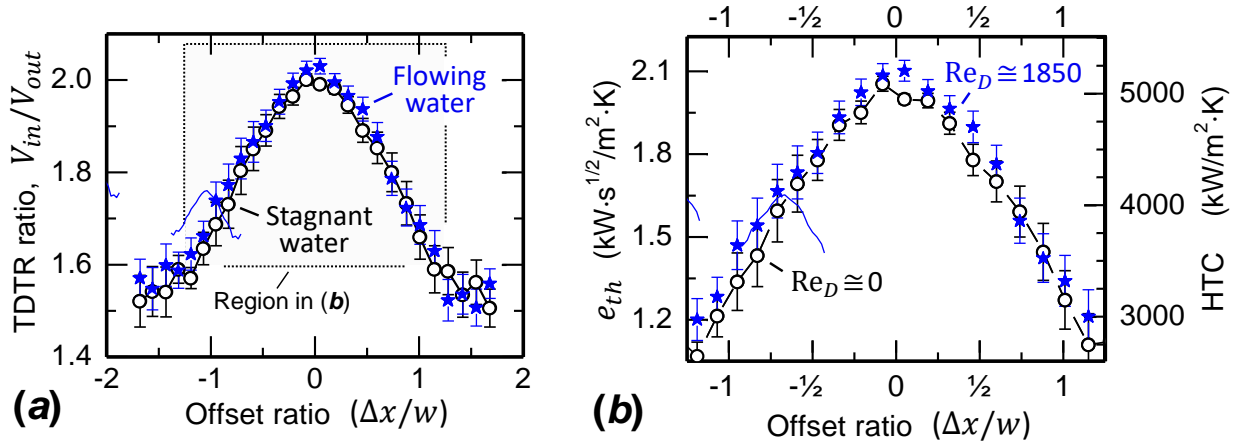 TDTR ratio, V_in/V_out
2.0
1.8
1.6
1.4
-2
-1
0
1
2
Flowing
water
Stagnant
water
Region in (b)
Offset ratio (Δx/w)
(a)
-1
-½
0
½
1
e_th (kW·s^1/2/m²·K)
2.1
1.8
1.5
1.2
Re_D≅1850
Re_D≅0
5000
4000
3000
HTC (kW/m²·K)
-1
-½
0
½
1
Offset ratio (Δx/w)
(b)